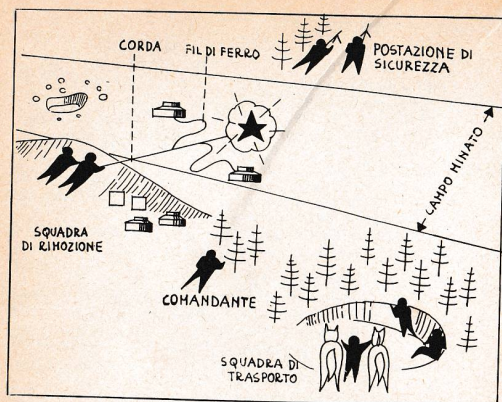 CORDA
FIL DI FERRO
POSTAZIONE DI
SICUREZZA
CAMPO MINATO
SQUADRA
DI RIMOZIONE
COMANDANTE
SQUADRA DI
TRASPORTO